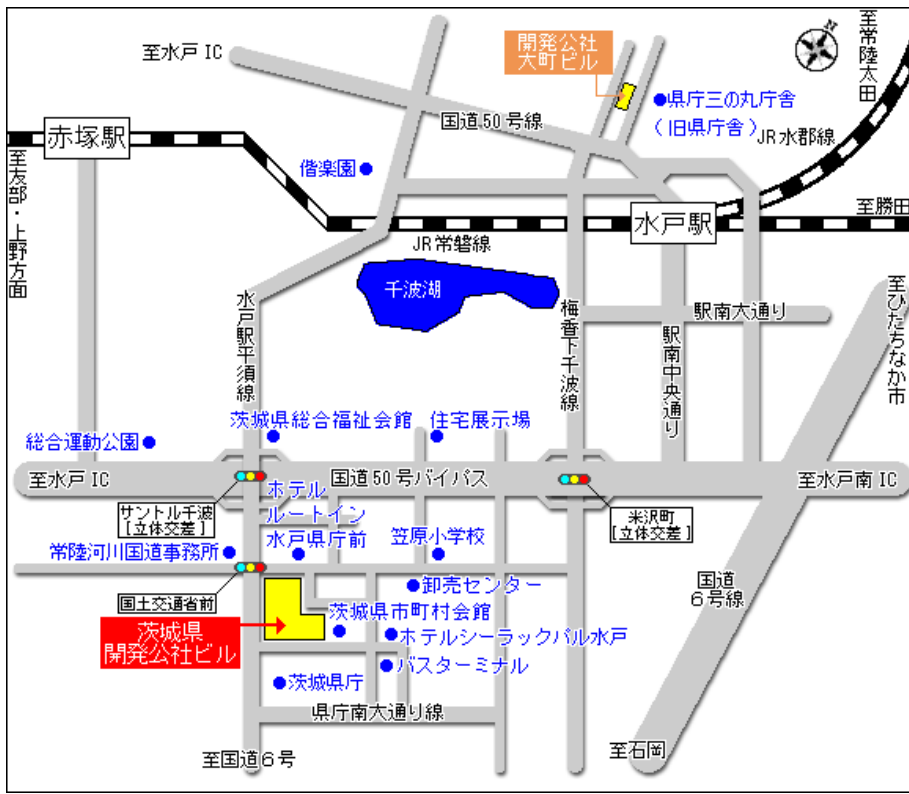 至水戸IC
開発公社
大町ビル
N
至常陸太田
県庁三の丸庁舎
(旧県庁舎)
国道50号線
JR水郡線
赤塚駅
偕楽園
至友部・上野方面
水戸駅
至勝田
JR常磐線
千波湖
至ひたちなか市
水戸駅平須線
梅香下千波線
駅南大通り
駅南中央通り
茨城県総合福祉会館
住宅展示場
総合運動公園
至水戸IC
国道50号バイパス
至水戸南IC
サントル千波
[立体交差]
ホテル
ルートイン
水戸県庁前
米沢町
[立体交差]
常陸河川国道事務所
笠原小学校
国土交通省前
卸売センター
国道
6号線
茨城県
開発公社ビル
茨城県市町村会館
ホテルシーラックパル水戸
バスターミナル
茨城県庁
県庁南大通り線
至国道6号
至石岡